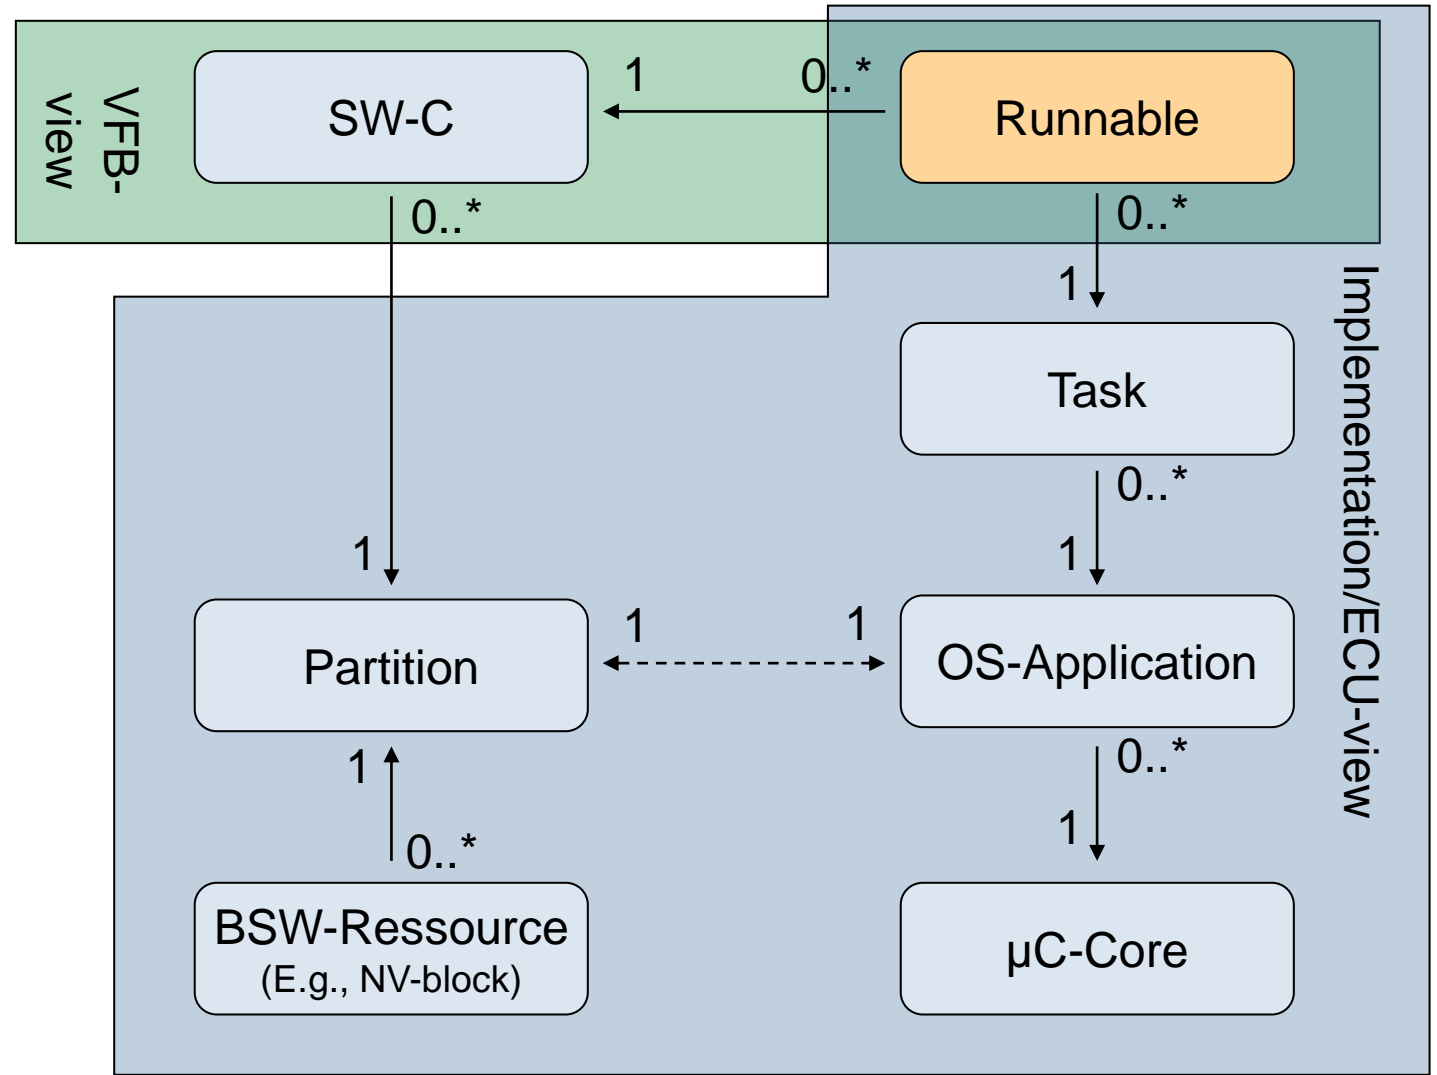 VFB-
view
SW-C
1
0..*
Runnable
0..*
0..*
1
Task
Implementation/ECU-view
0..*
1
1
Partition
1
1
OS-Application
1
0..*
0..*
1
BSW-Ressource
(E.g., NV-block)
µC-Core